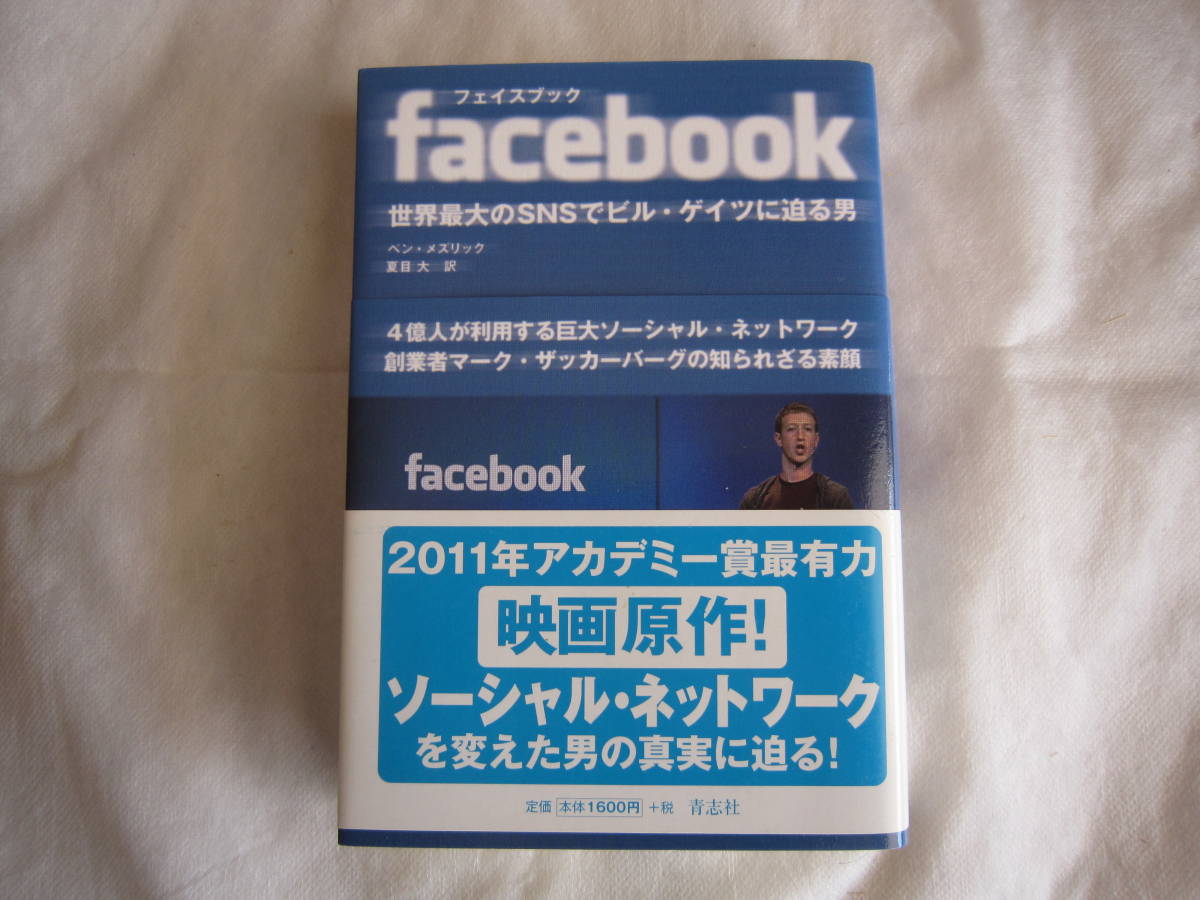 フェイスブック
facebook
世界最大のSNSでビル・ゲイツに迫る男
ベン・メズリック
夏目 大　訳
4億人が利用する巨大ソーシャル・ネットワーク
創業者マーク・ザッカーバーグの知られざる素顔
facebook
2011年アカデミー賞最有力
映画原作!
ソーシャル・ネットワーク
を変えた男の真実に迫る!
定価 本体1600円 +税 青志社